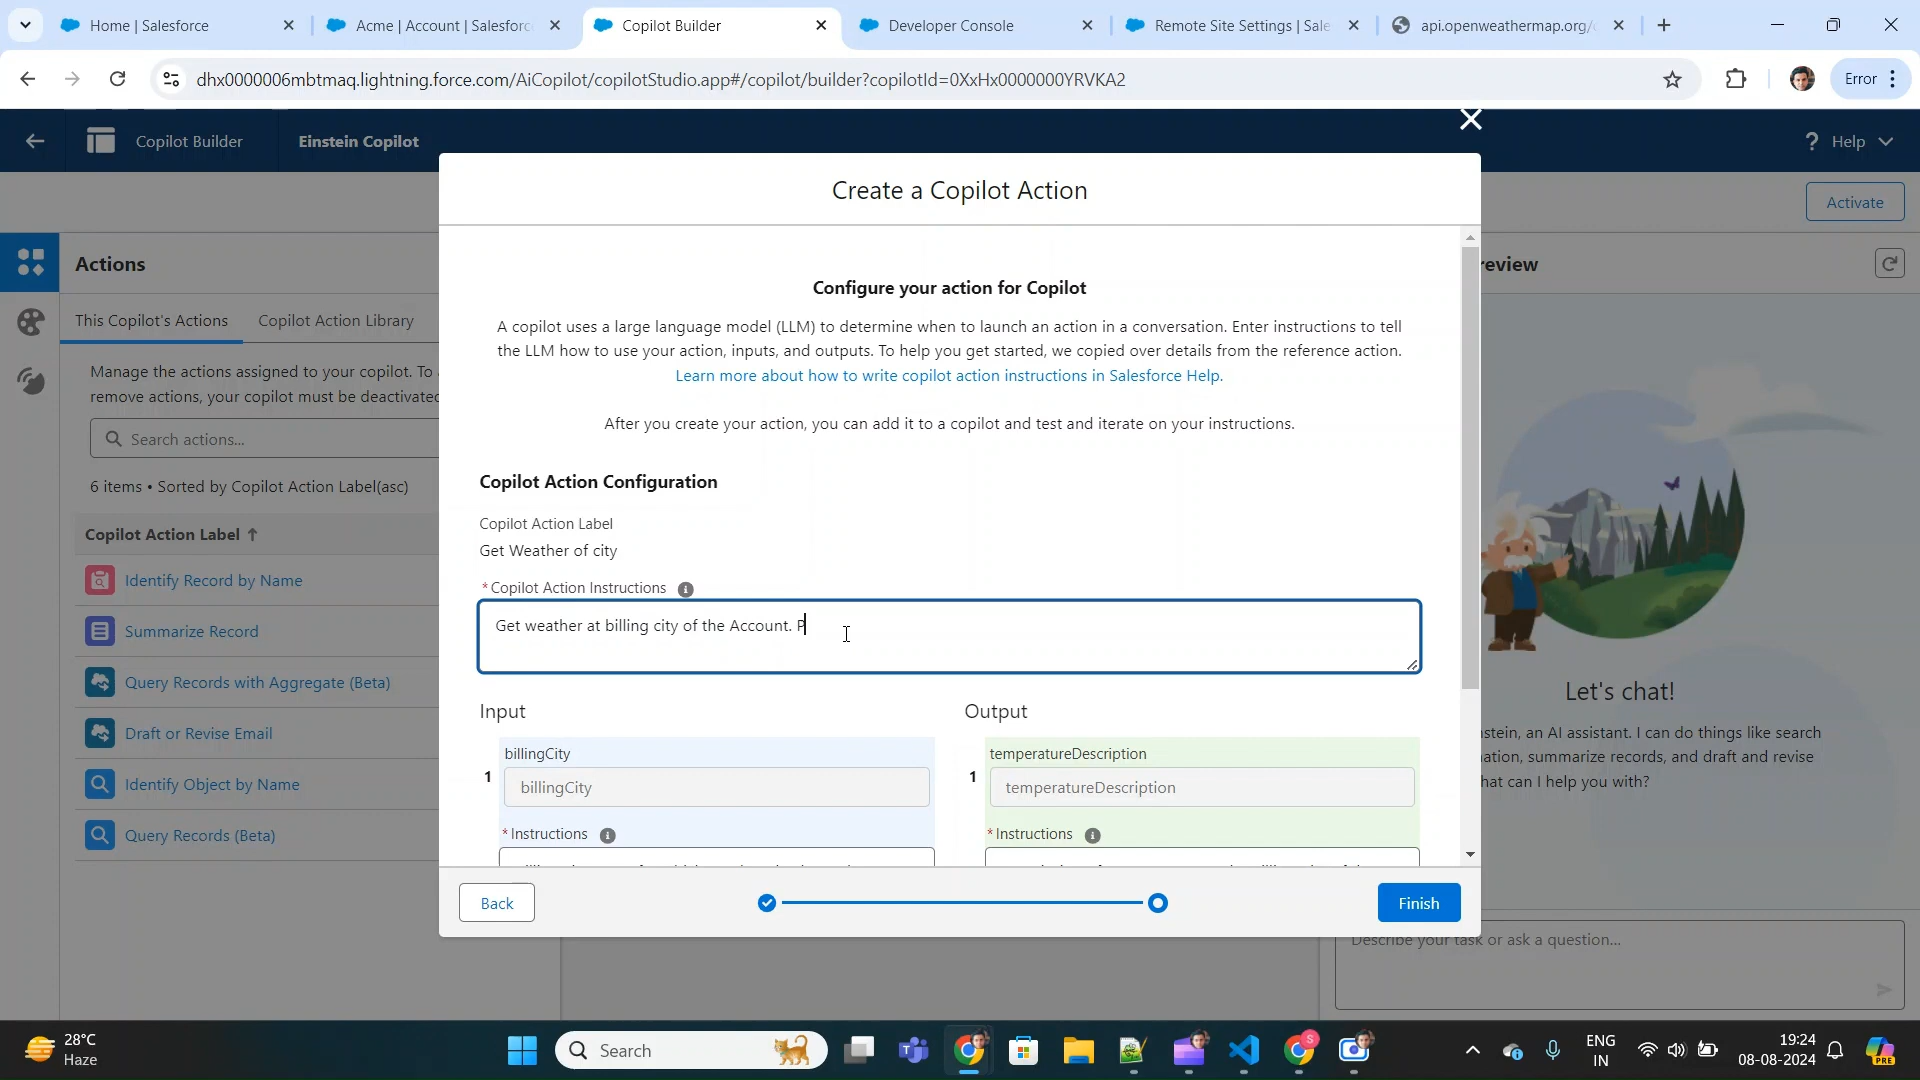 Home | Salesforce
Acme | Account | Salesforc
Copilot Builder
Developer Console
Remote Site Settings | Sale
api.openweathermap.org/
dhx0000006mbtmaq.lightning.force.com/AiCopilot/copilotStudio.app#/copilot/builder?copilotId=0XxHx0000000YRVKA2
Error
Copilot Builder
Einstein Copilot
? Help
Create a Copilot Action
Activate
Actions
review
This Copilot's Actions
Copilot Action Library
Manage the actions assigned to your copilot. To
remove actions, your copilot must be deactivated
Search actions...
6 items • Sorted by Copilot Action Label(asc)
Copilot Action Label ↑
Identify Record by Name
Summarize Record
Query Records with Aggregate (Beta)
Draft or Revise Email
Identify Object by Name
Query Records (Beta)
Configure your action for Copilot
A copilot uses a large language model (LLM) to determine when to launch an action in a conversation. Enter instructions to tell
the LLM how to use your action, inputs, and outputs. To help you get started, we copied over details from the reference action.
Learn more about how to write copilot action instructions in Salesforce Help.
After you create your action, you can add it to a copilot and test and iterate on your instructions.
Copilot Action Configuration
Copilot Action Label
Get Weather of city
* Copilot Action Instructions
Get weather at billing city of the Account. P
Input
Output
billingCity
1
billingCity
* Instructions
temperatureDescription
1
temperatureDescription
* Instructions
Back
Finish
Let's chat!
nstein, an AI assistant. I can do things like search
ation, summarize records, and draft and revise
hat can I help you with?
Describe your task or ask a question...
28°C
Haze
Search
ENG
IN
19:24
08-08-2024
PRE